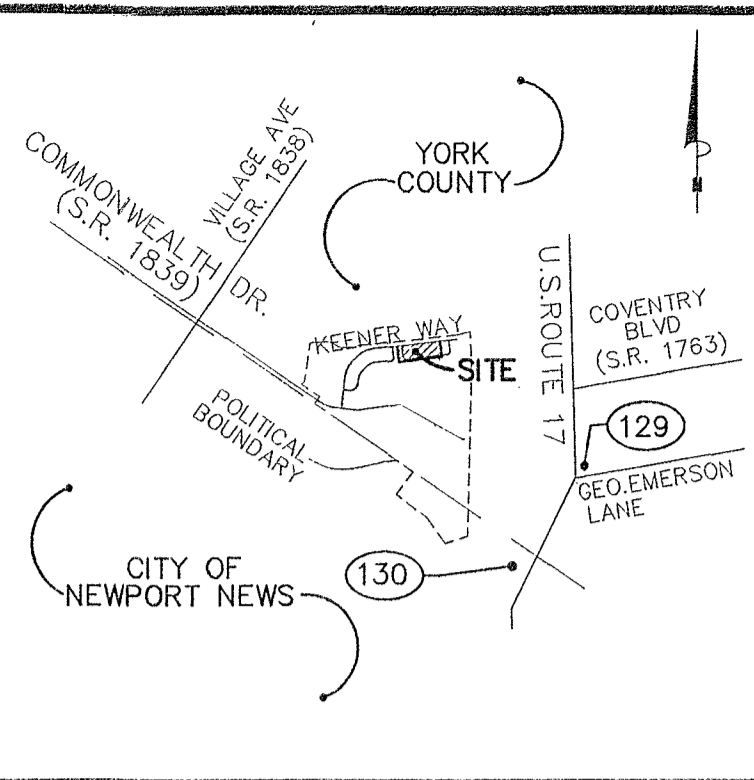 COMMONWEALTH DR.
(S.R. 1839)
VILLAGE AVE
(S.R. 1838)
YORK
COUNTY
N
KEENER WAY
SITE
U.S.ROUTE 17
COVENTRY
BLVD
(S.R. 1763)
POLITICAL
BOUNDARY
129
GEO.EMERSON
LANE
CITY OF
NEWPORT NEWS
130